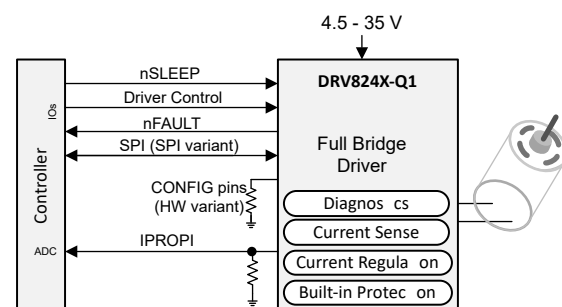 4.5 - 35 V
nSLEEP
DRV824X-Q1
Driver Control
IOs
nFAULT
SPI (SPI variant)
Full Bridge
Driver
Controller
CONFIG pins
(HW variant)
Diagnos cs
Current Sense
ADC
IPROPI
Current Regula on
Built-in Protec on